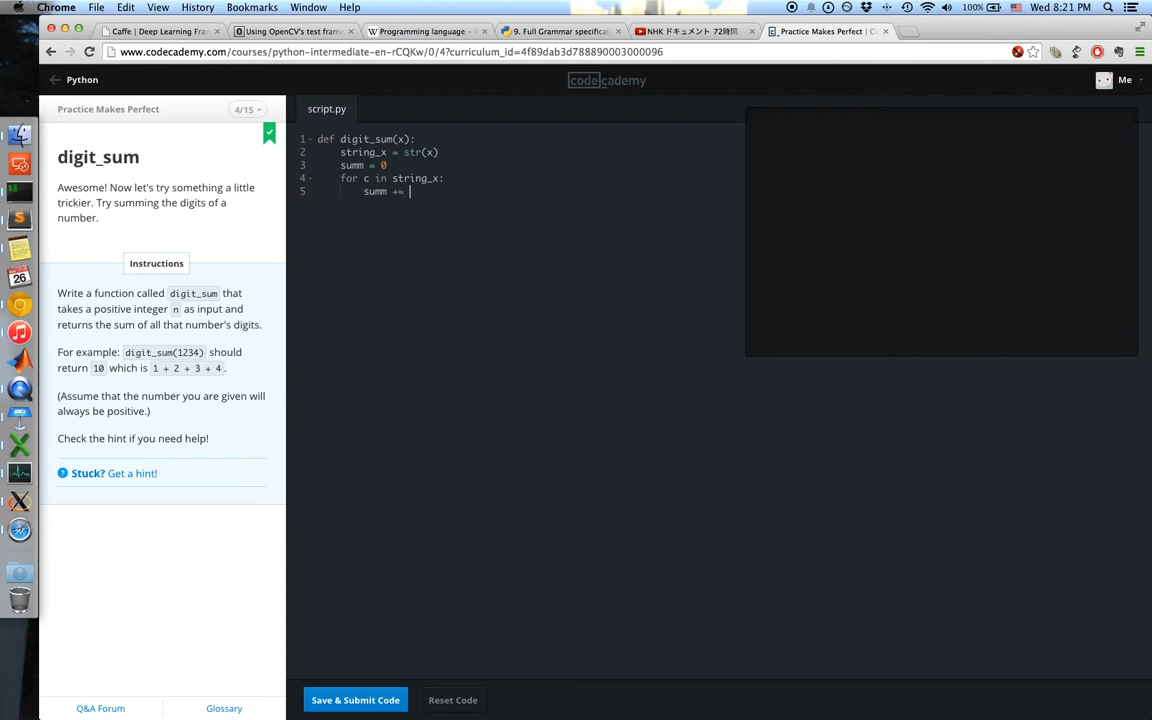 Chrome File Edit View History Bookmarks Window Help 100% Wed 8:21 PM
Caffe | Deep Learning Fram
Using OpenCV's test frame
Programming language -
9. Full Grammar specificat
NHK ドキュメント 72時間
Practice Makes Perfect | C
www.codecademy.com/courses/python-intermediate-en-rCQKw/0/4?curriculum_id=4f89dab3d788890003000096
Python
codecademy
Me
Practice Makes Perfect 4/15
script.py
digit_sum
Awesome! Now let's try something a little
trickier. Try summing the digits of a
number.
Instructions
Write a function called digit_sum that
takes a positive integer n as input and
returns the sum of all that number's digits.
For example: digit_sum(1234) should
return 10 which is 1 + 2 + 3 + 4 .
(Assume that the number you are given will
always be positive.)
Check the hint if you need help!
? Stuck? Get a hint!
1 def digit_sum(x):
2 string_x = str(x)
3 summ = 0
4 for c in string_x:
5 summ +=
26
Q&A Forum Glossary
Save & Submit Code Reset Code